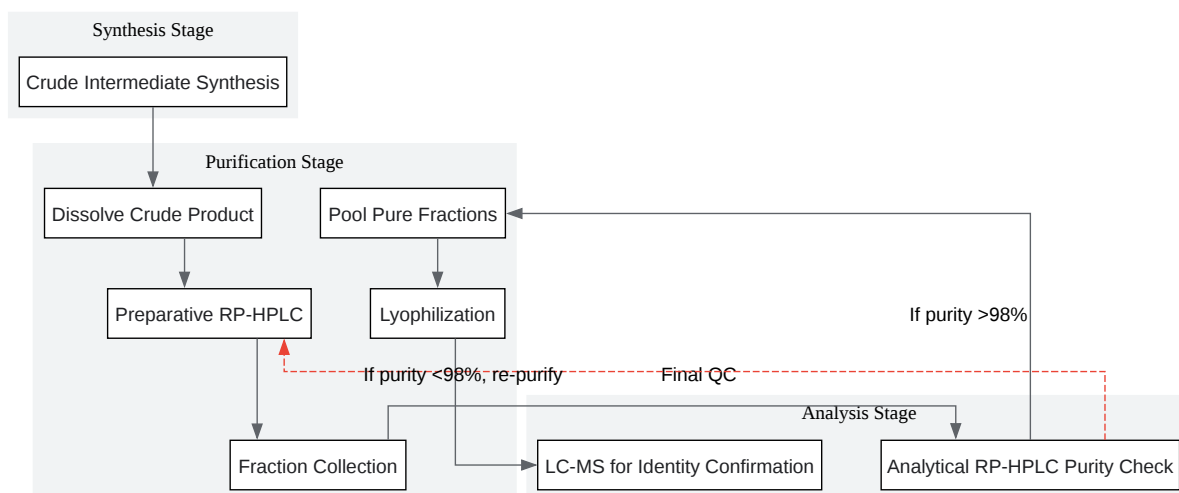 Synthesis Stage
Crude Intermediate Synthesis
Purification Stage
Dissolve Crude Product
Pool Pure Fractions
Preparative RP-HPLC
Lyophilization
If purity >98%
If purity <98%, re-purify
Final QC
Analysis Stage
Fraction Collection
LC-MS for Identity Confirmation
Analytical RP-HPLC Purity Check